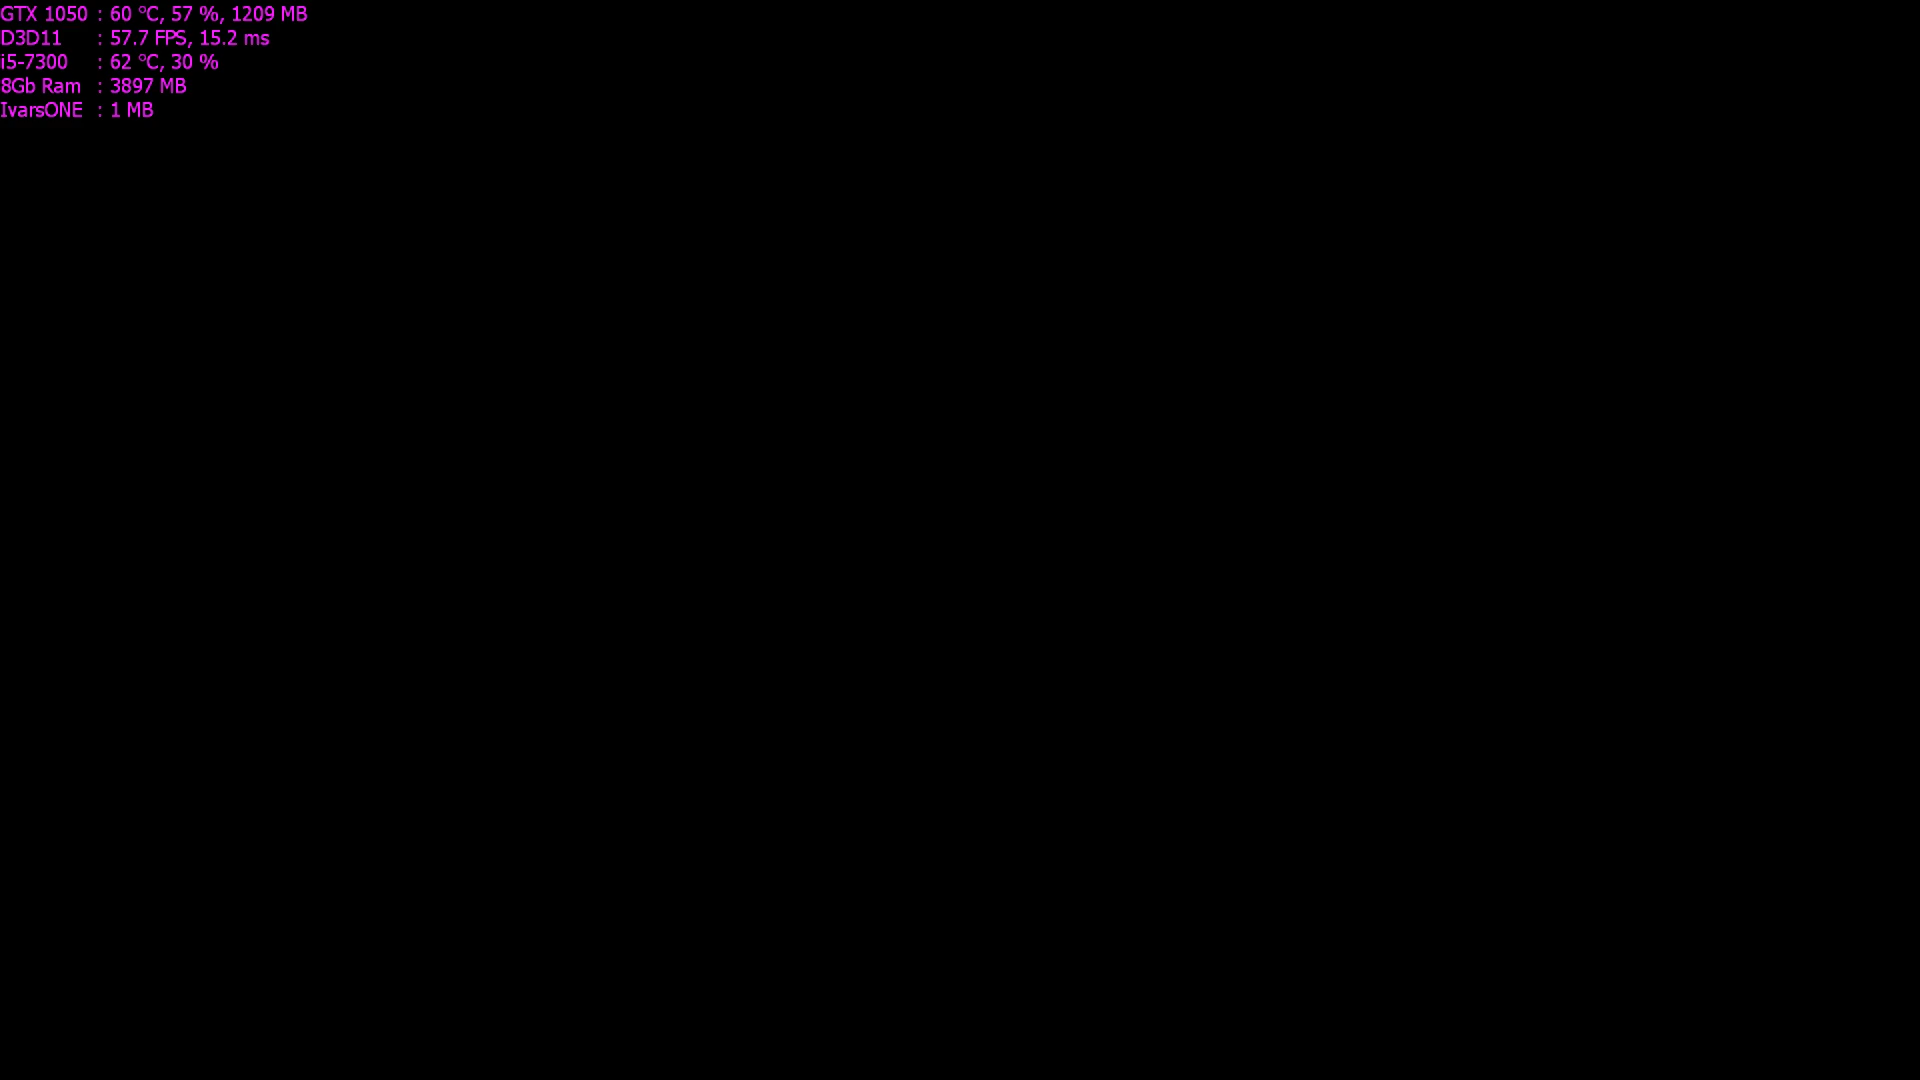 GTX 1050 : 60 °C, 57 %, 1209 MB
D3D11 : 57.7 FPS, 15.2 ms
i5-7300 : 62 °C, 30 %
8Gb Ram : 3897 MB
IvarsONE : 1 MB